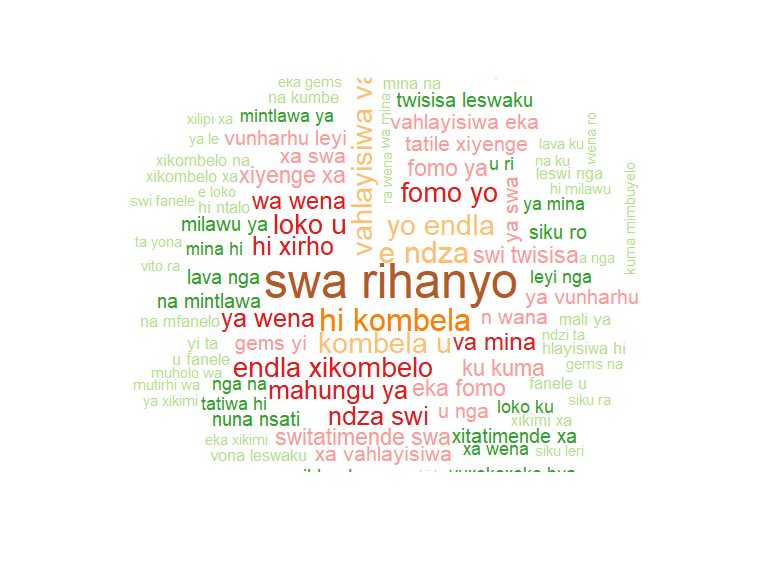 eka gems
mina na
na kumbe
twisisa leswaku
xilipi xa
mintlawa ya
vahlayisiwa eka
ra wena wa mina
wena ro
ya le
vunharhu leyi
tatile xiyenge
lava ku
xikombelo na
xa swa
fomo ya
u ri
na ku
xikombelo xa
xiyenge xa
leswi nga
e loko
wa wena
fomo yo
hi milawu
swi fanele
hi ntalo
ya swa
ya mina
milawu ya
loko u
yo endla
siku ro
kuma mimbuyelo
ta yona
mina hi
hi xirho
e ndza
swi twisisa
a nga
vito ra
lava nga
swa rihanyo
leyi nga
na mintlawa
ya vunharhu
na mfanelo
ya wena
hi kombela
n wana
mali ya
yi ta
gems yi
kombela u
va mina
ndzi ta
hlayisiwa hi
u fanele
muholo wa
endla xikombelo
ku kuma
gems na
mutirhi wa
nga na
mahungu ya
eka fomo
fanele u
ya xikimi
tatiwa hi
siku ra
nuna nsati
ndza swi
u nga
loko ku
xikimi xa
eka xikimi
switatimende swa
xitatimende xa
vona leswaku
xa vahlayisiwa
xa wena
siku leri